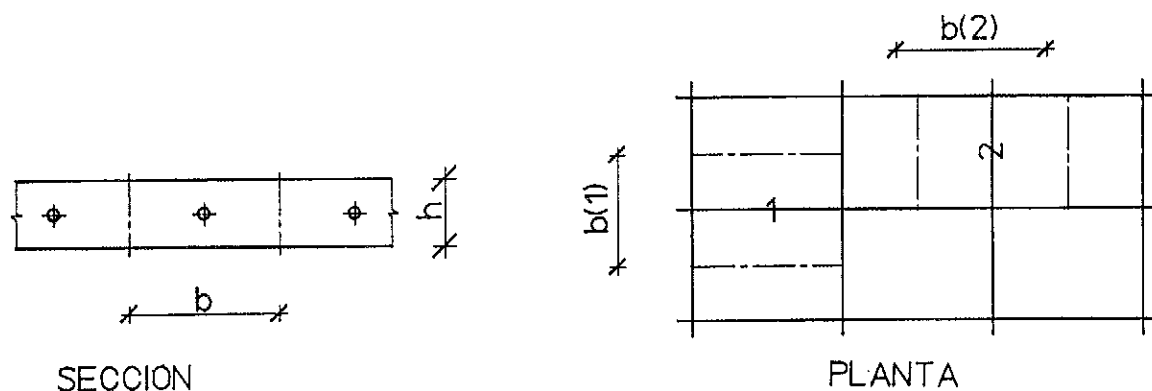 b(2)
b(1)
1
2
h
b
SECCION
PLANTA